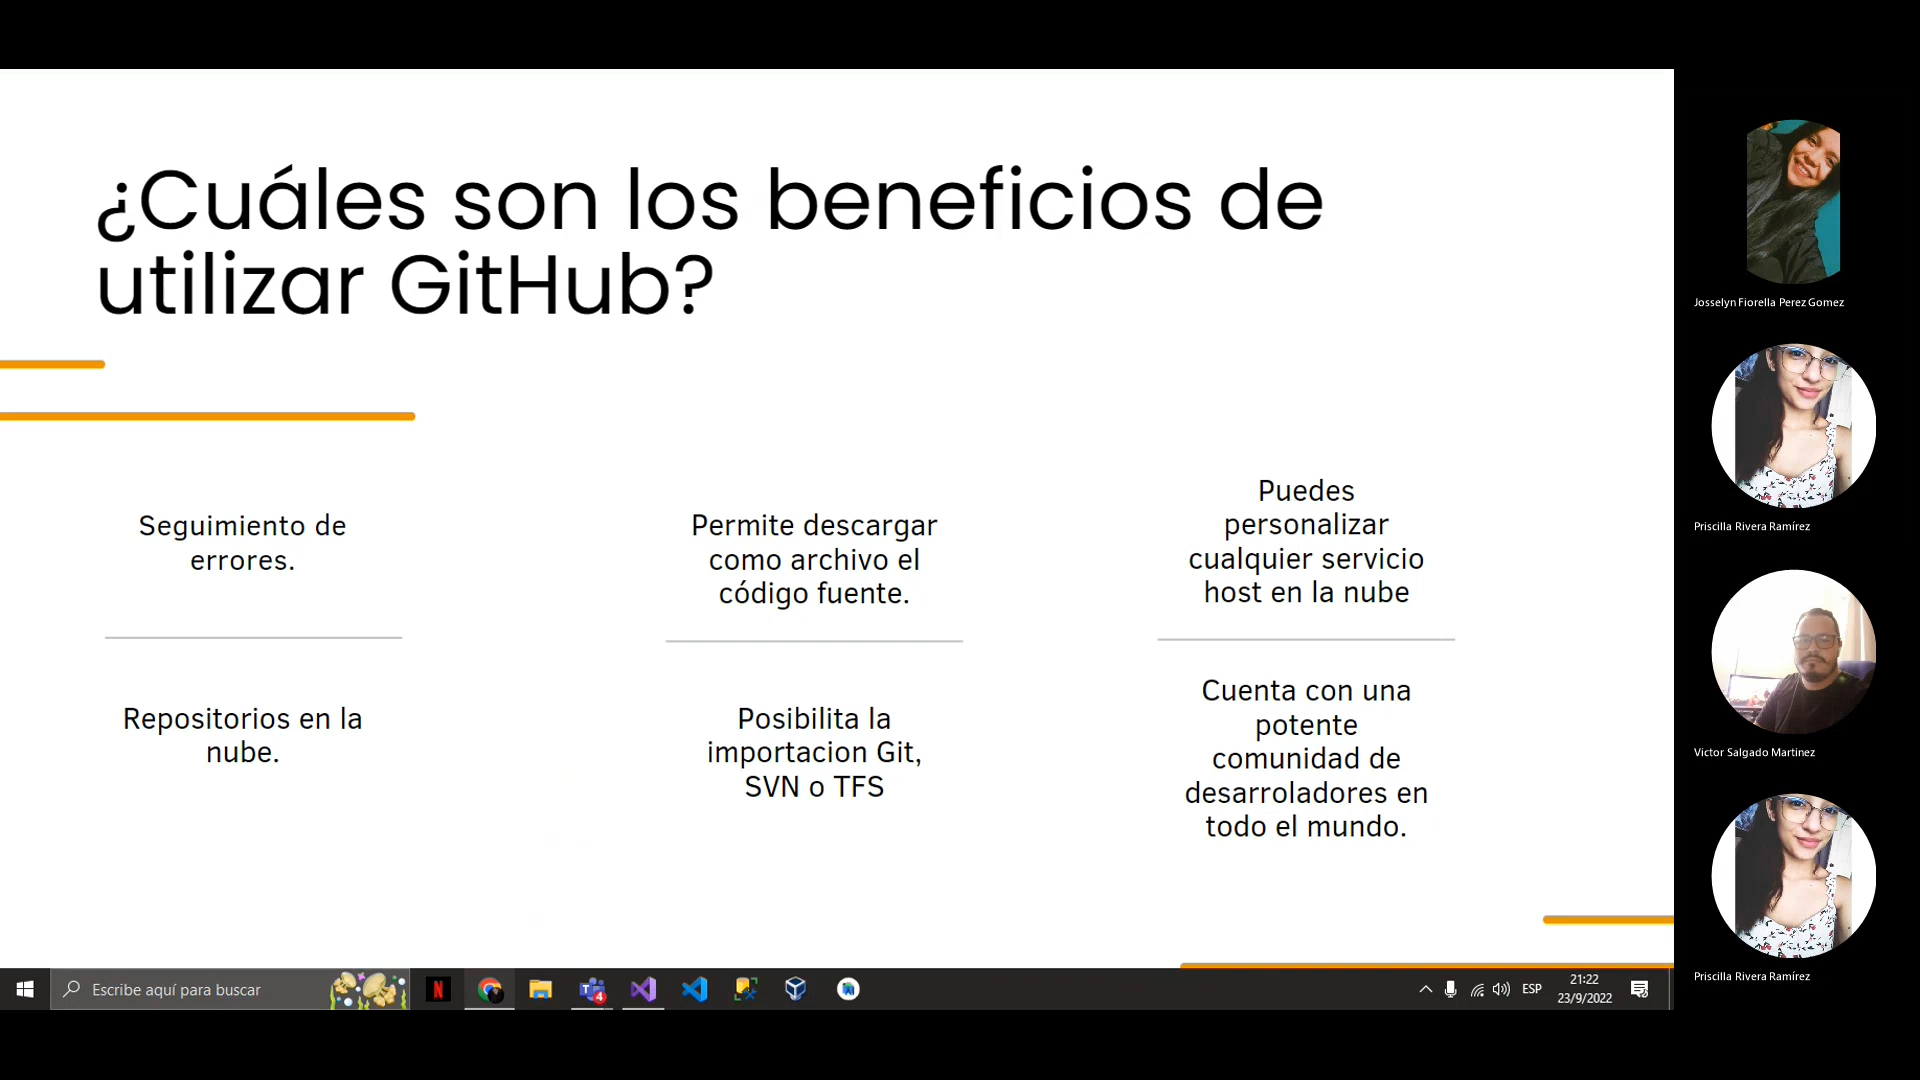 ¿Cuáles son los beneficios de
utilizar GitHub?
Seguimiento de
errores.
Repositorios en la
nube.
Permite descargar
como archivo el
código fuente.
Posibilita la
importacion Git,
SVN o TFS
Puedes
personalizar
cualquier servicio
host en la nube
Cuenta con una
potente
comunidad de
desarroladores en
todo el mundo.
Josselyn Fiorella Perez Gomez
Priscilla Rivera Ramírez
Victor Salgado Martinez
Priscilla Rivera Ramírez
Escribe aquí para buscar
4
ESP
21:22
23/9/2022